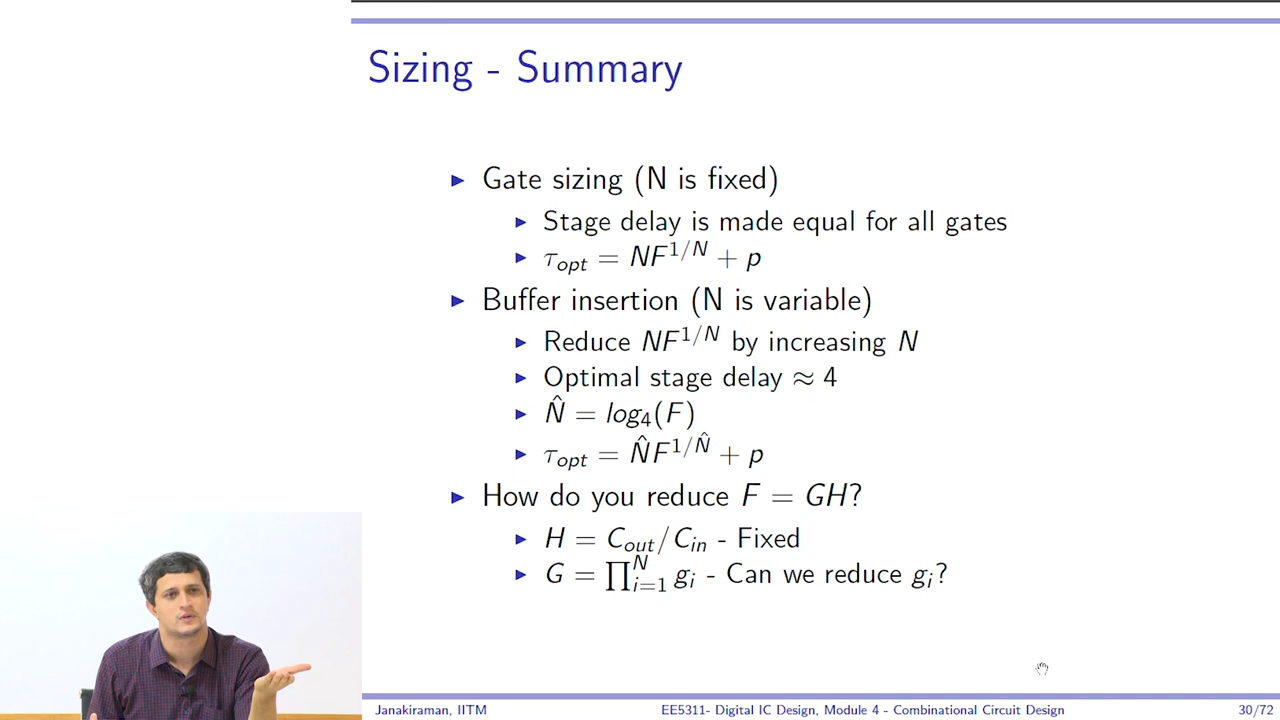 Sizing - Summary
▶ Gate sizing (N is fixed)
▶ Stage delay is made equal for all gates
▶ τ_opt = NF^{1/N} + p
▶ Buffer insertion (N is variable)
▶ Reduce NF^{1/N} by increasing N
▶ Optimal stage delay ≈ 4
▶ N̂ = log₄(F)
▶ τ_opt = N̂F^{1/N̂} + p
▶ How do you reduce F = GH?
▶ H = C_out/C_in - Fixed
▶ G = ∏_{i=1}^{N} g_i - Can we reduce g_i?
Janakiraman, IITM EE5311- Digital IC Design, Module 4 - Combinational Circuit Design 30/72